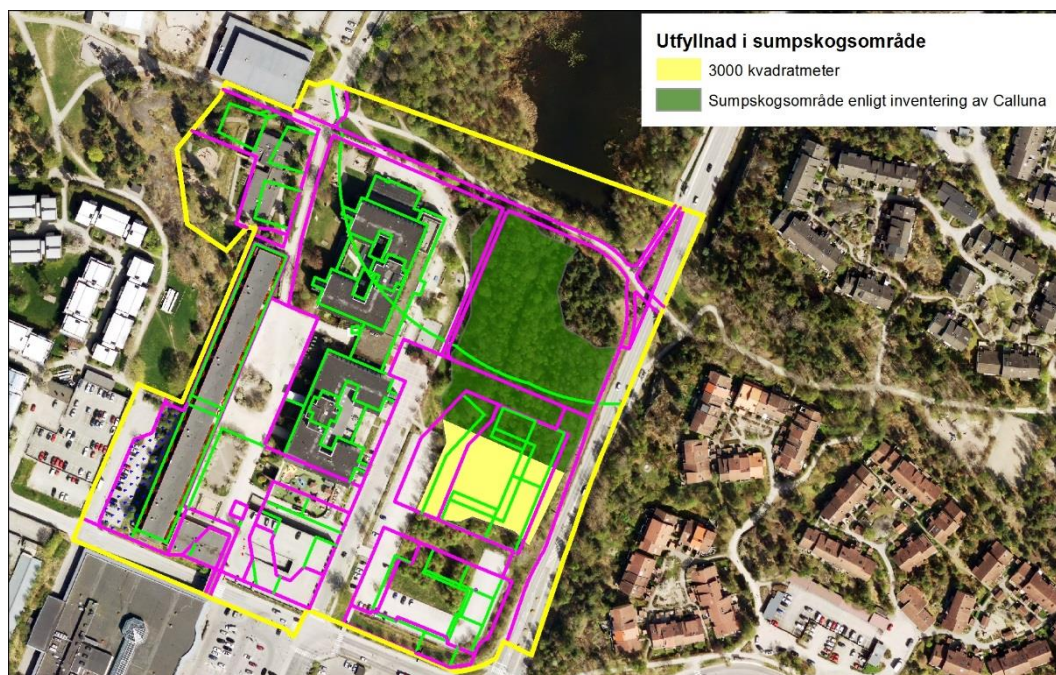 Utfyllnad i sumpskogsområde
3000 kvadratmeter
Sumpskogsområde enligt inventering av Calluna